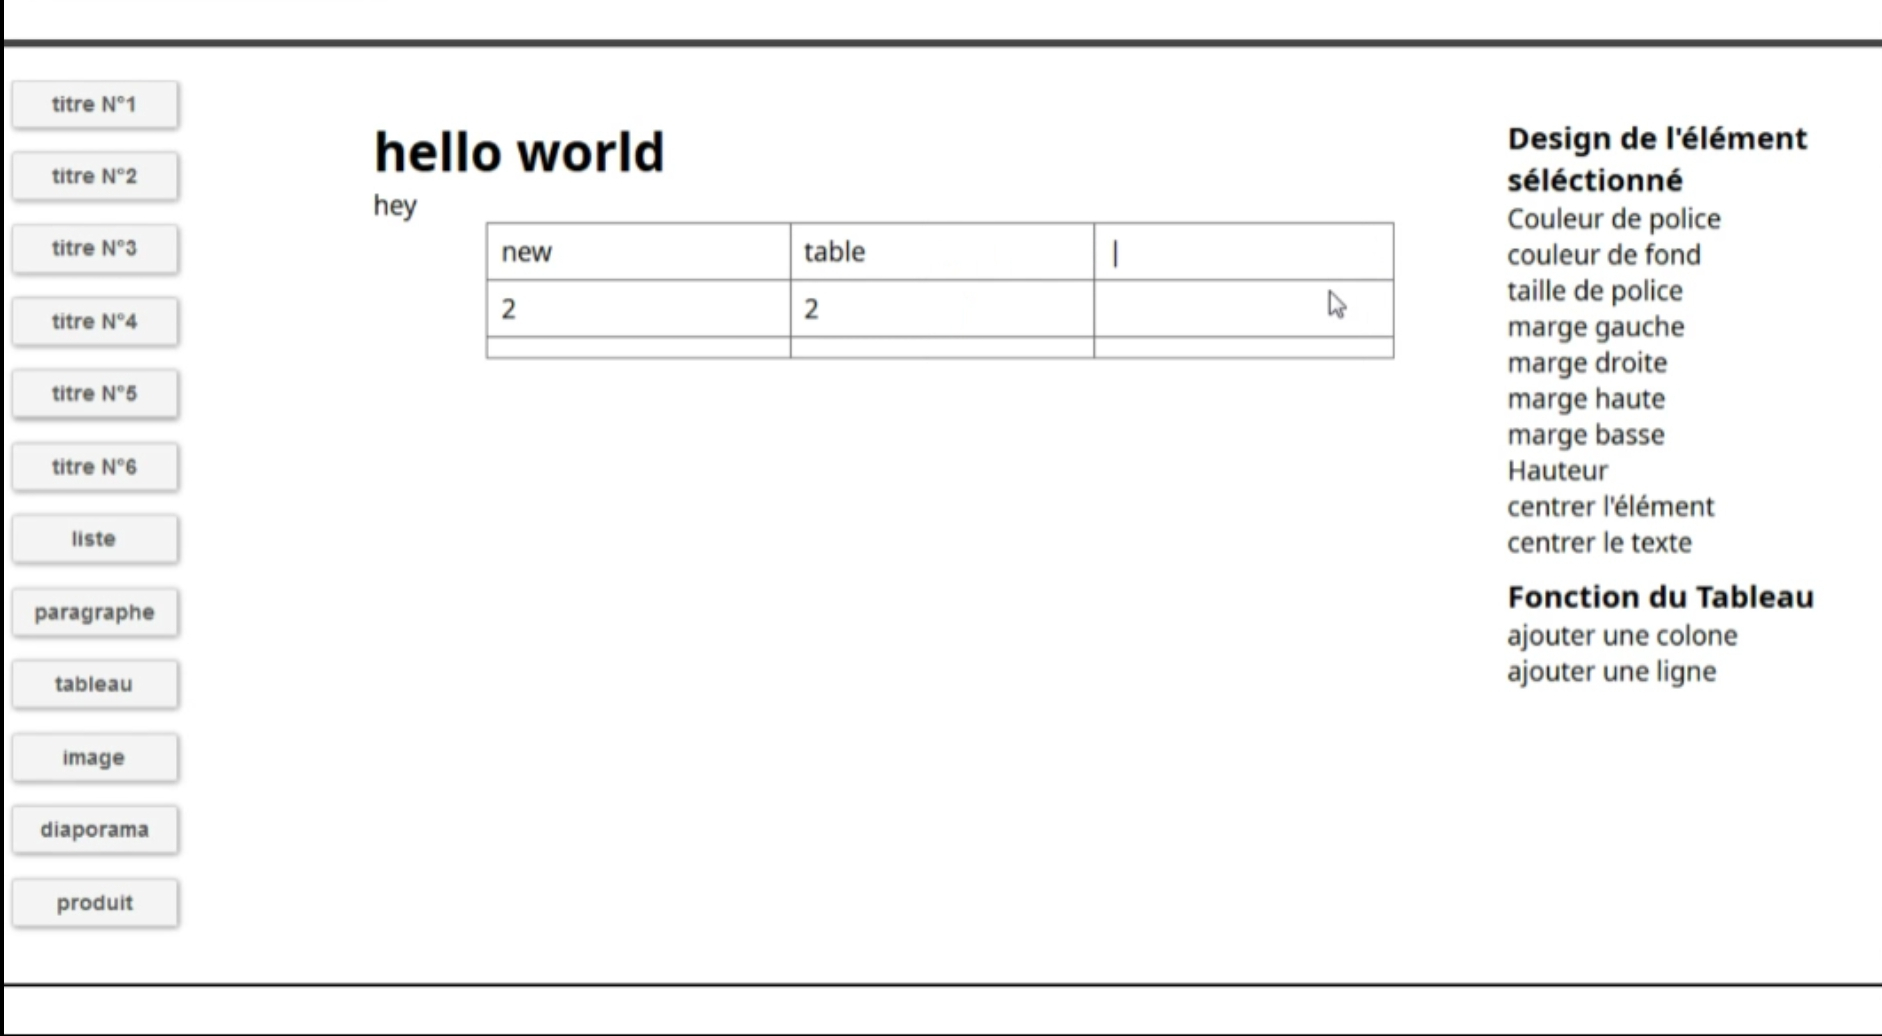 titre N°1
titre N°2
titre N°3
titre N°4
titre N°5
titre N°6
liste
paragraphe
tableau
image
diaporama
produit
hello world
hey
new table
2 2
Design de l'élément
séléctionné
Couleur de police
couleur de fond
taille de police
marge gauche
marge droite
marge haute
marge basse
Hauteur
centrer l'élément
centrer le texte
Fonction du Tableau
ajouter une colone
ajouter une ligne